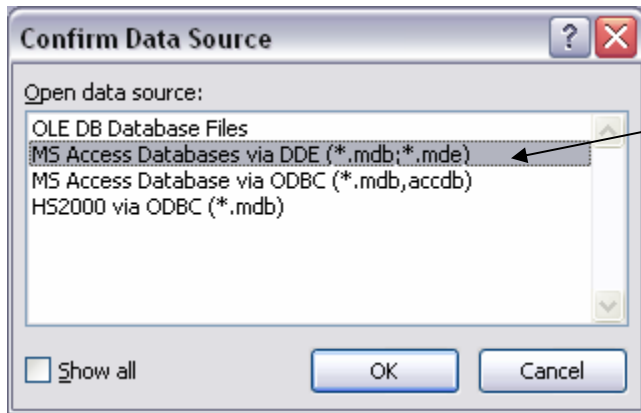 Confirm Data Source
?
Open data source:
OLE DB Database Files
MS Access Databases via DDE (*.mdb;*.mde)
MS Access Database via ODBC (*.mdb,accdb)
HS2000 via ODBC (*.mdb)
Show all
OK
Cancel